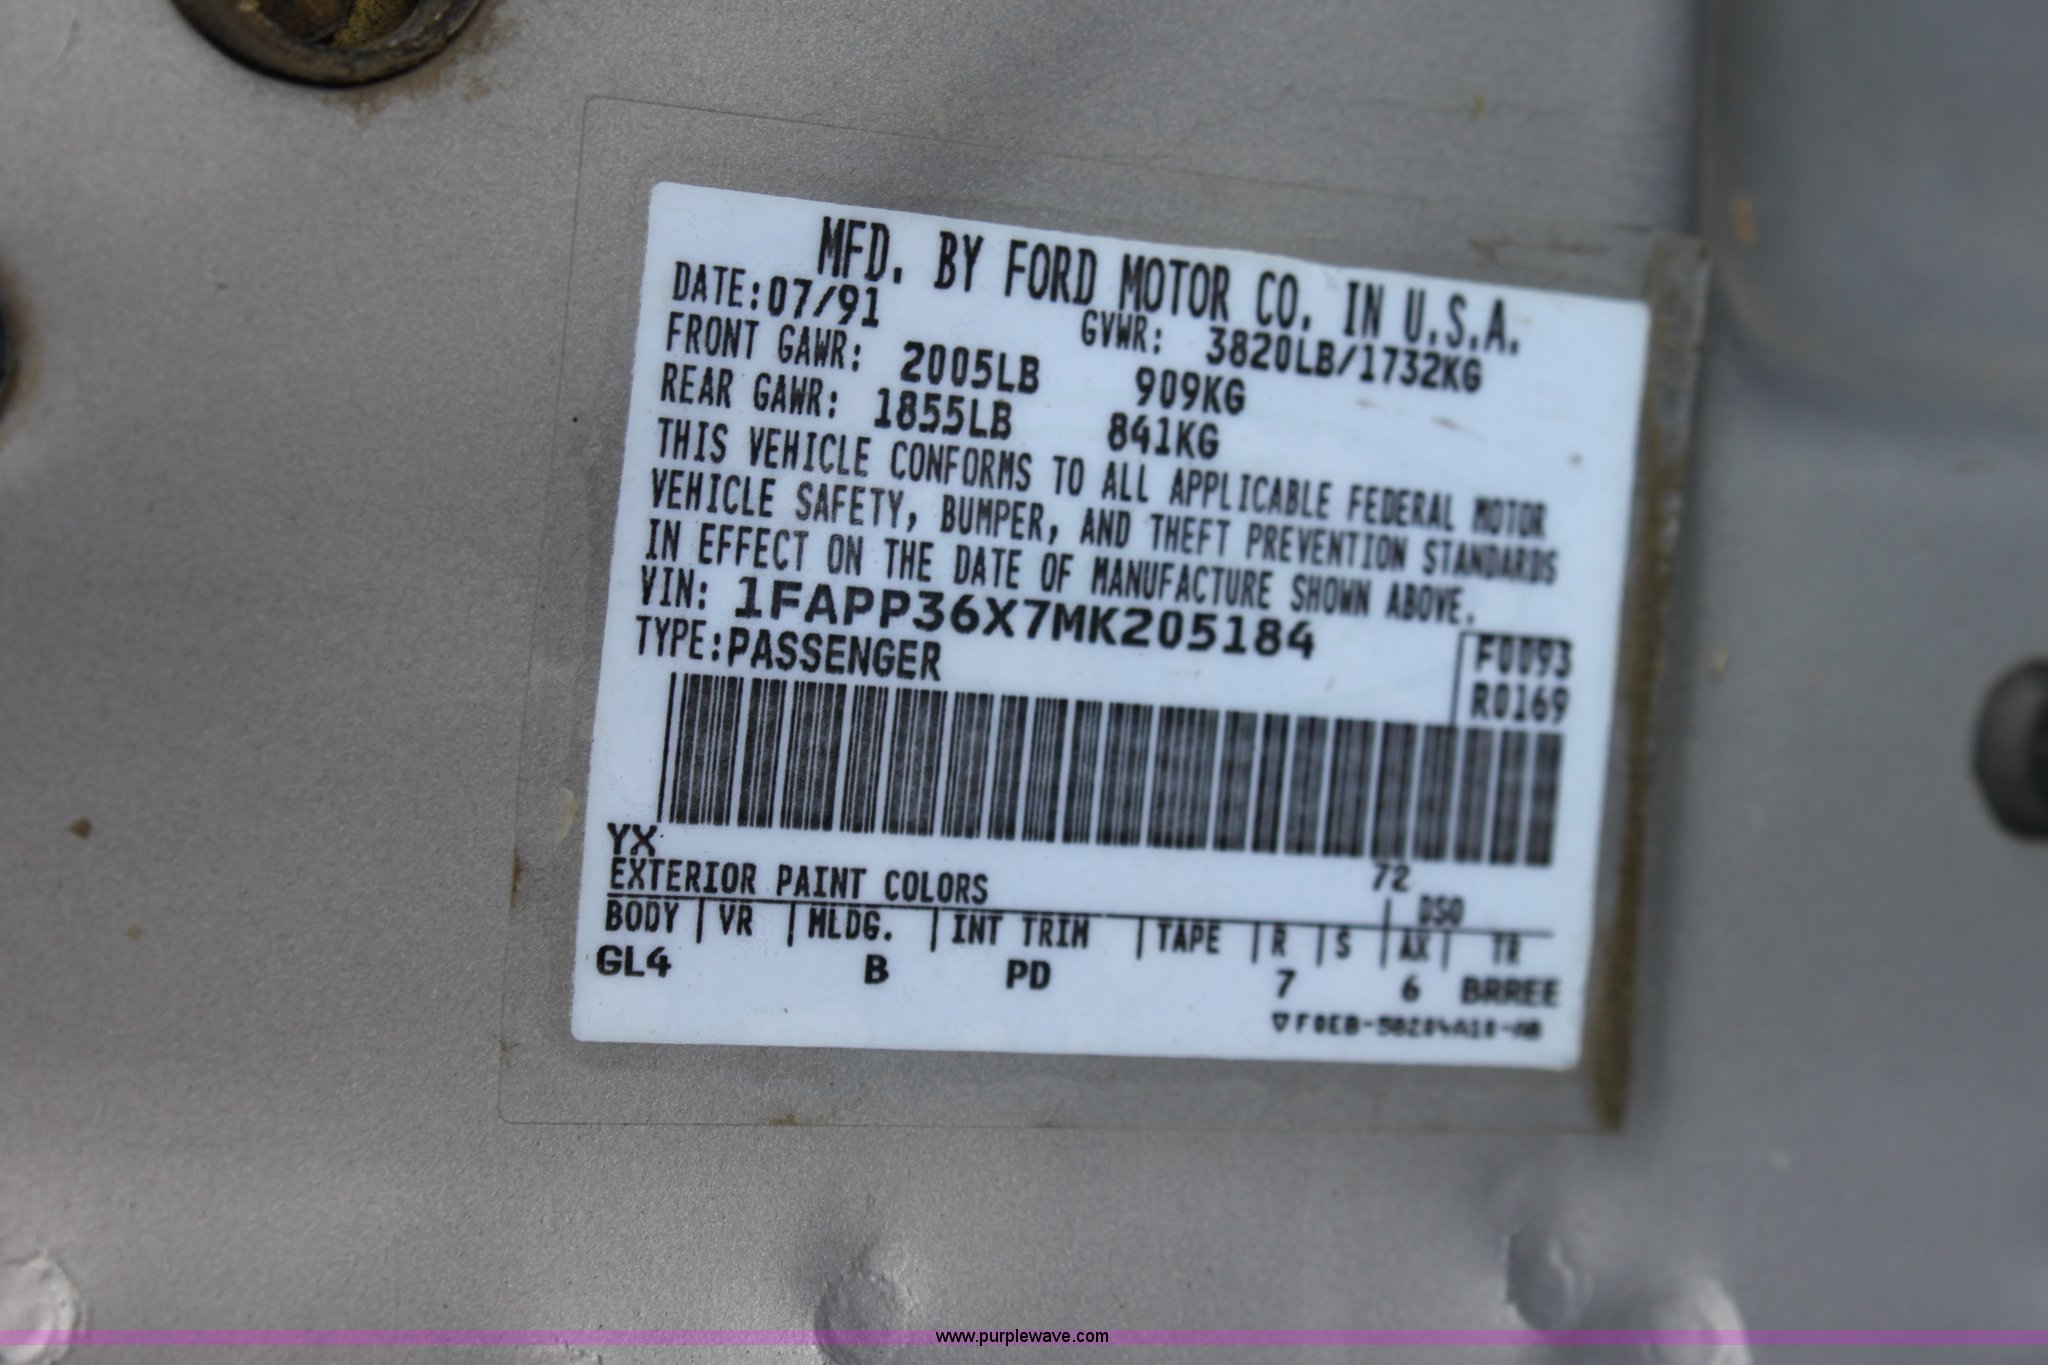 MFD. BY FORD MOTOR CO. IN U.S.A.
DATE:07/91 GVWR: 3820LB/1732KG
FRONT GAWR: 2005LB 909KG
REAR GAWR: 1855LB 841KG
THIS VEHICLE CONFORMS TO ALL APPLICABLE FEDERAL MOTOR
VEHICLE SAFETY, BUMPER, AND THEFT PREVENTION STANDARDS
IN EFFECT ON THE DATE OF MANUFACTURE SHOWN ABOVE.
VIN: 1FAPP36X7MK205184
TYPE:PASSENGER
F0093
R0169
YX 72
EXTERIOR PAINT COLORS DSO
BODY | VR | MLDG. | INT TRIM | TAPE | R | S | AX | TR
GL4 B PD 7 6 BRREE
www.purplewave.com